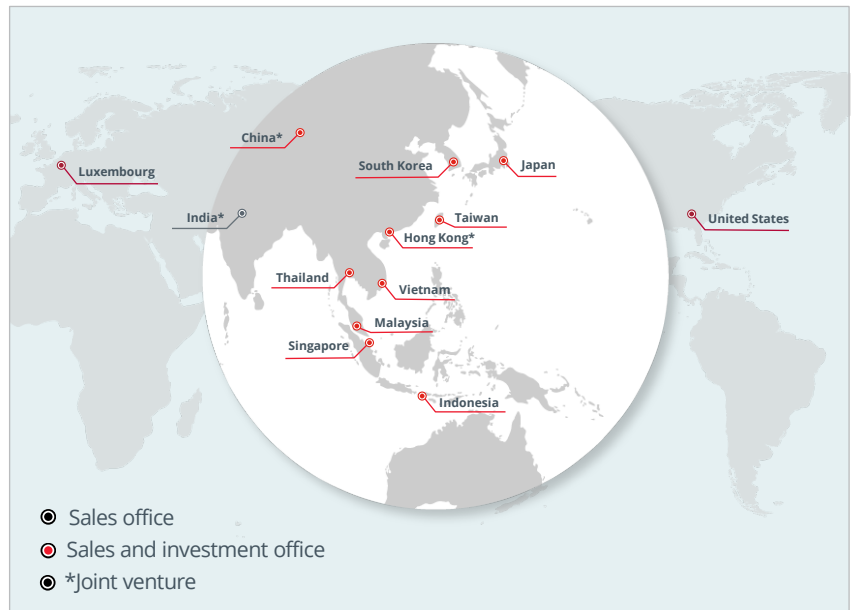 China*
South Korea
Japan
Luxembourg
India*
Taiwan
United States
Hong Kong*
Thailand
Vietnam
Malaysia
Singapore
Indonesia
Sales office
Sales and investment office
*Joint venture